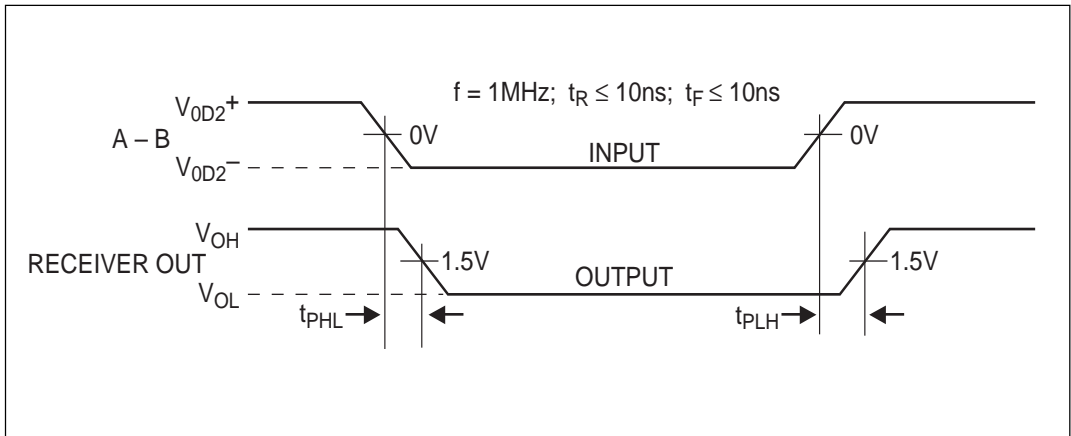 f = 1MHz; tR ≤ 10ns; tF ≤ 10ns
V0D2+
A – B
0V
0V
V0D2–
INPUT
VOH
RECEIVER OUT
1.5V
1.5V
VOL
OUTPUT
tPHL
tPLH